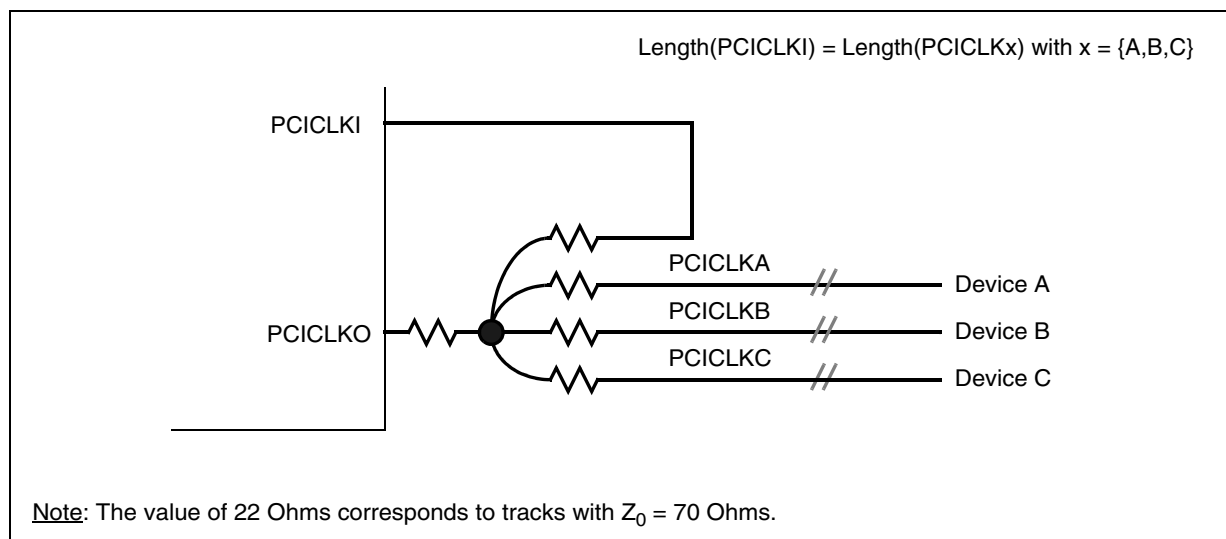 Length(PCICLKI) = Length(PCICLKx) with x = {A,B,C}
PCICLKI
PCICLKA
Device A
PCICLKO
PCICLKB
Device B
PCICLKC
Device C
Note: The value of 22 Ohms corresponds to tracks with Z0 = 70 Ohms.